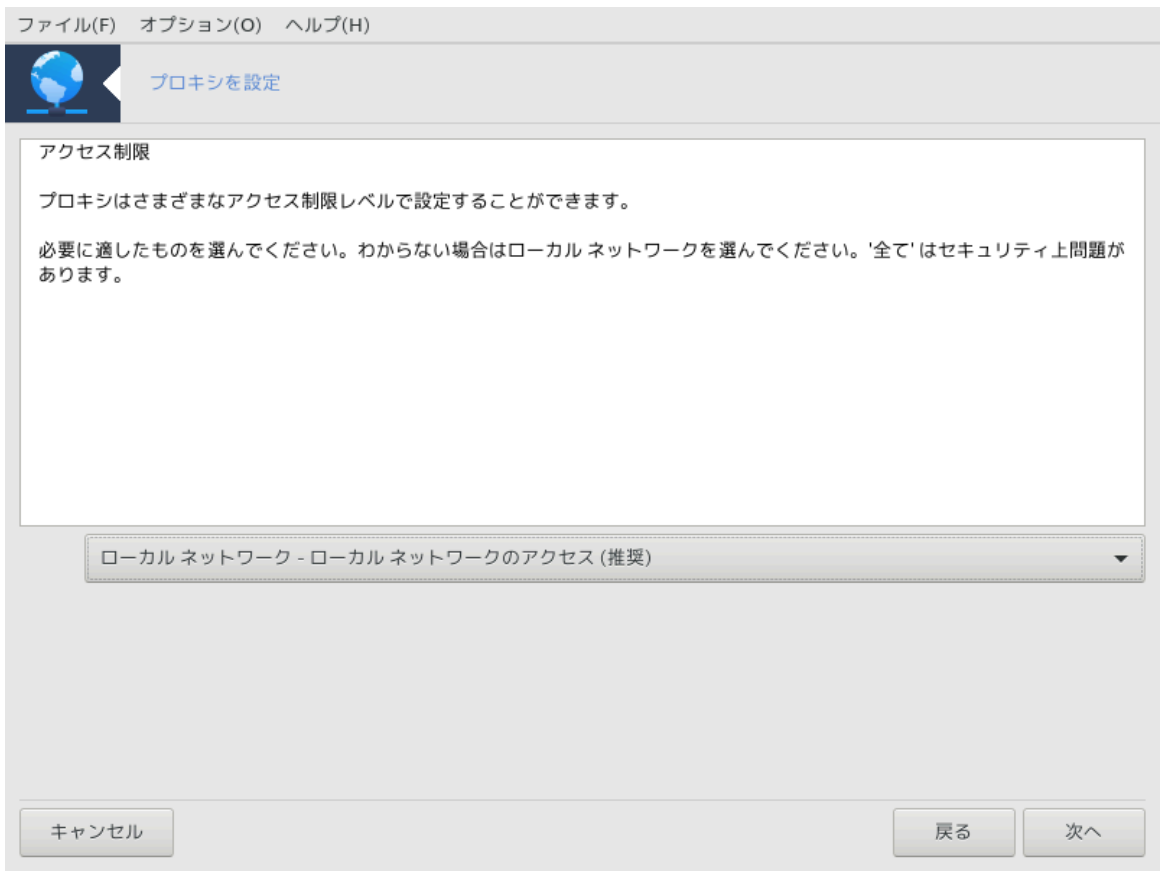 ファイル(F) オプション(O) ヘルプ(H)
プロキシを設定
アクセス制限
プロキシはさまざまなアクセス制限レベルで設定することができます。
必要に適したものを選んでください。わからない場合はローカル ネットワークを選んでください。'全て' はセキュリティ上問題が
あります。
ローカル ネットワーク - ローカル ネットワークのアクセス (推奨)
キャンセル 戻る 次へ